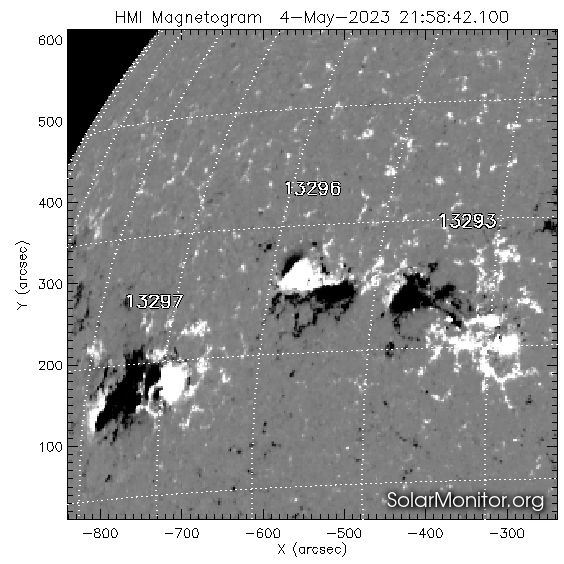 HMI Magnetogram 4-May-2023 21:58:42.100
600
500
400
300
200
100
Y (arcsec)
13296
13293
13297
SolarMonitor.org
-800 -700 -600 -500 -400 -300
X (arcsec)